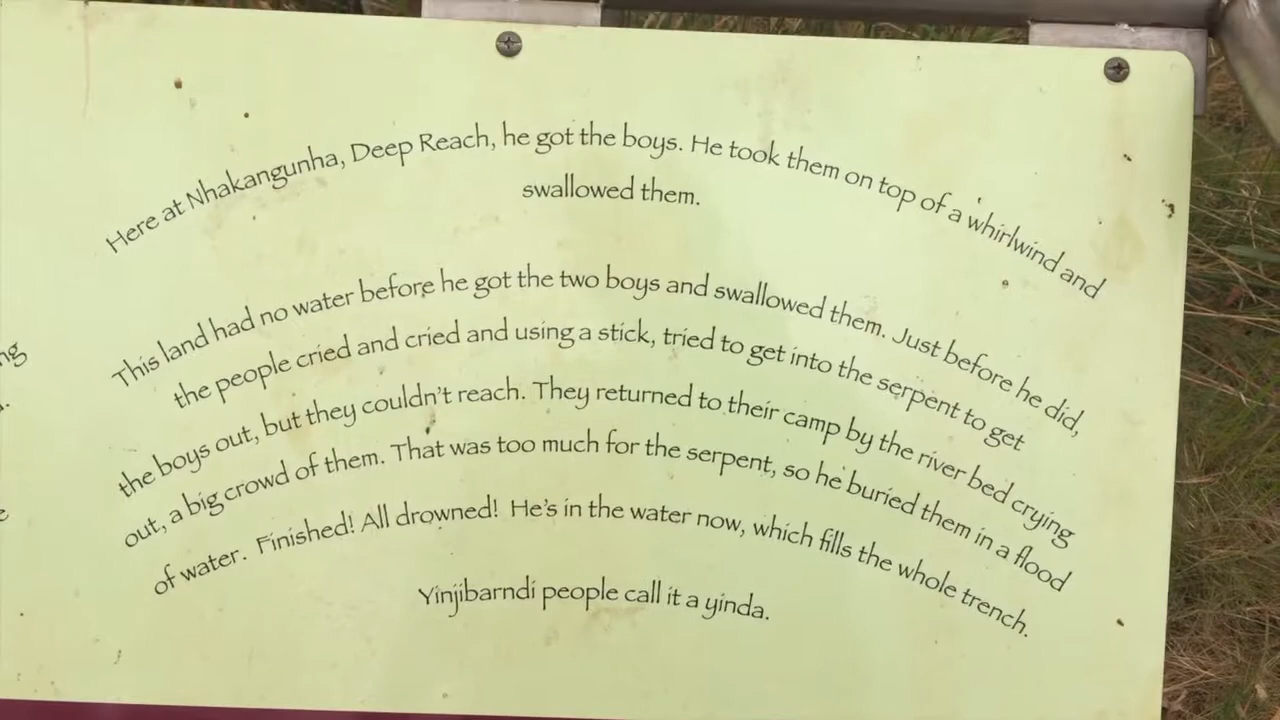 Here at Nhakangunha, Deep Reach, he got the boys. He took them on top of a whirlwind and
swallowed them.
This land had no water before he got the two boys and swallowed them. Just before he did,
the people cried and cried and using a stick, tried to get into the serpent to get
the boys out, but they couldn't reach. They returned to their camp by the river bed crying
out, a big crowd of them. That was too much for the serpent, so he buried them in a flood
of water. Finished! All drowned! He's in the water now, which fills the whole trench.
Yinjibarndi people call it a yinda.